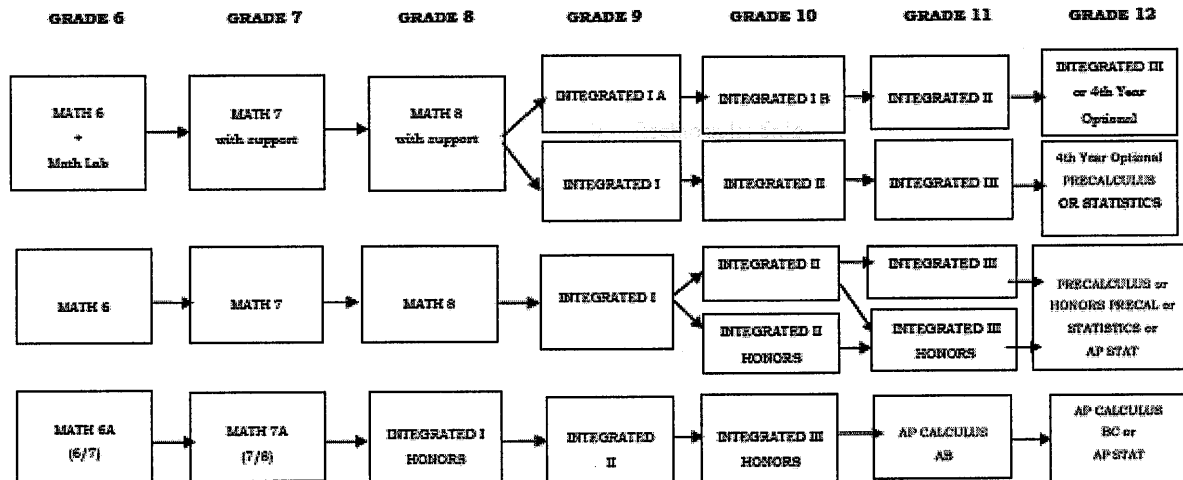 GRADE 6 GRADE 7 GRADE 8 GRADE 9 GRADE 10 GRADE 11 GRADE 12
MATH 6
+
Math Lab
MATH 7
with support
MATH 8
with support
INTEGRATED I A
INTEGRATED I B
INTEGRATED II
INTEGRATED III
or 4th Year
Optional
INTEGRATED I
INTEGRATED II
INTEGRATED III
4th Year Optional
PRECALCULUS
OR STATISTICS
MATH 6
MATH 7
MATH 8
INTEGRATED I
INTEGRATED II
INTEGRATED III
INTEGRATED II
HONORS
INTEGRATED III
HONORS
PRECALCULUS or
HONORS PRECAL or
STATISTICS or
AP STAT
MATH 6A
(6/7)
MATH 7A
(7/8)
INTEGRATED I
HONORS
INTEGRATED
II
INTEGRATED III
HONORS
AP CALCULUS
AB
AP CALCULUS
BC or
AP STAT